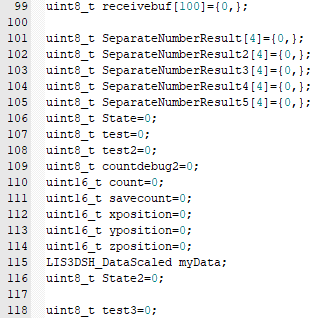 99 uint8_t receivebuf[100]={0,};
100
101 uint8_t SeparateNumberResult[4]={0,};
102 uint8_t SeparateNumberResult2[4]={0,};
103 uint8_t SeparateNumberResult3[4]={0,};
104 uint8_t SeparateNumberResult4[4]={0,};
105 uint8_t SeparateNumberResult5[4]={0,};
106 uint8_t State=0;
107 uint8_t test=0;
108 uint8_t test2=0;
109 uint8_t countdebug2=0;
110 uint16_t count=0;
111 uint16_t savecount=0;
112 uint16_t xposition=0;
113 uint16_t yposition=0;
114 uint16_t zposition=0;
115 LIS3DSH_DataScaled myData;
116 uint8_t State2=0;
117
118 uint8_t test3=0;